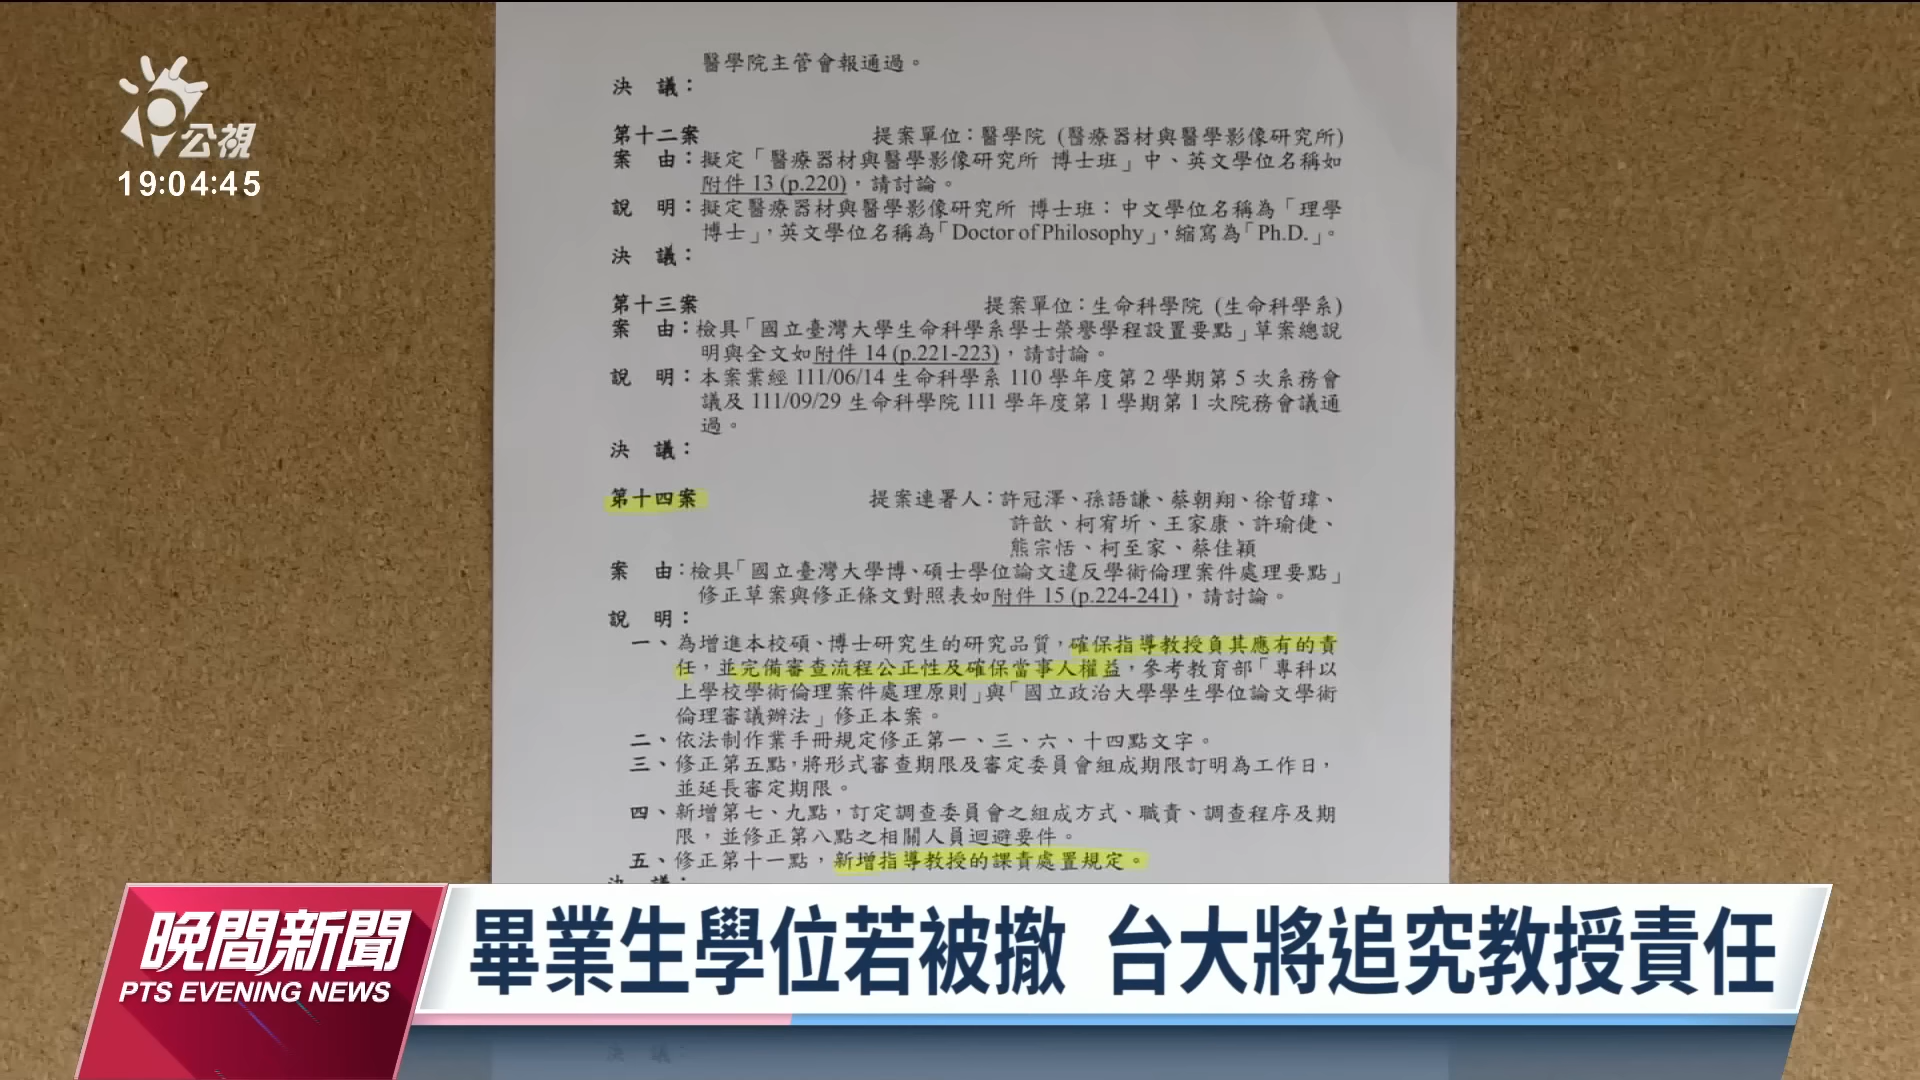 公視
19:04:45
醫學院主管會報通過。
決 議：
第十二案 提案單位：醫學院 (醫療器材與醫學影像研究所)
案 由：擬定「醫療器材與醫學影像研究所 博士班」中、英文學位名稱如
附件 13 (p.220)，請討論。
說 明：擬定醫療器材與醫學影像研究所 博士班：中文學位名稱為「理學
博士」，英文學位名稱為「Doctor of Philosophy」，縮寫為「Ph.D.」。
決 議：
第十三案 提案單位：生命科學院 (生命科學系)
案 由：檢具「國立臺灣大學生命科學系學士榮譽學程設置要點」草案總說
明與全文如附件 14 (p.221-223)，請討論。
說 明：本案業經 111/06/14 生命科學系 110 學年度第 2 學期第 5 次系務會
議及 111/09/29 生命科學院 111 學年度第 1 學期第 1 次院務會議通
過。
決 議：
第十四案 提案連署人：許冠澤、孫語謙、蔡朝翔、徐哲瑋、
許歆、柯宥圻、王家康、許瑜倢、
熊宗恬、柯至家、蔡佳穎
案 由：檢具「國立臺灣大學博、碩士學位論文違反學術倫理案件處理要點」
修正草案與修正條文對照表如附件 15 (p.224-241)，請討論。
說 明：
一、為增進本校碩、博士研究生的研究品質，確保指導教授負其應有的責
任，並完備審查流程公正性及確保當事人權益，參考教育部「專科以
上學校學術倫理案件處理原則」與「國立政治大學學生學位論文學術
倫理審議辦法」修正本案。
二、依法制作業手冊規定修正第一、三、六、十四點文字。
三、修正第五點，將形式審查期限及審定委員會組成期限訂明為工作日，
並延長審定期限。
四、新增第七、九點，訂定調查委員會之組成方式、職責、調查程序及期
限，並修正第八點之相關人員迴避要件。
五、修正第十一點，新增指導教授的課責處置規定。
決 議：
晚間新聞
PTS EVENING NEWS
畢業生學位若被撤 台大將追究教授責任